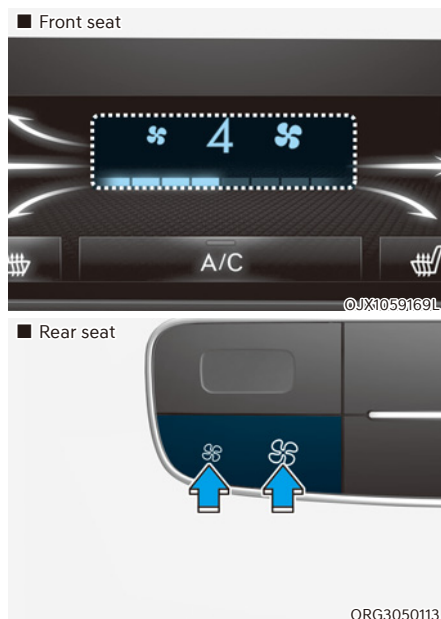 ■ Front seat
4
A/C
OJX1059169L
■ Rear seat
ORG3050113